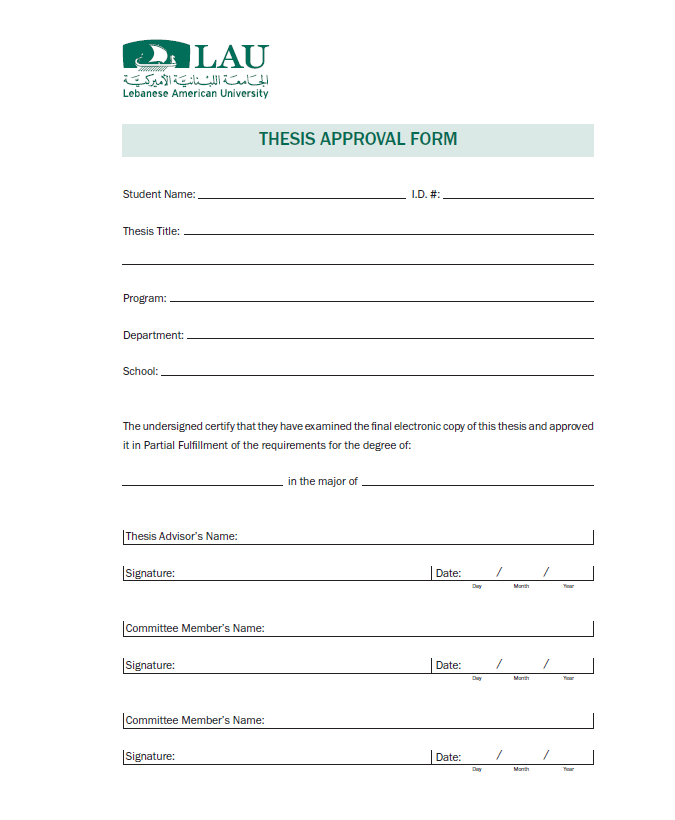 LAU
الجامعة اللبنانية الأميركية
Lebanese American University
THESIS APPROVAL FORM
Student Name: I.D. #:
Thesis Title:
Program:
Department:
School:
The undersigned certify that they have examined the final electronic copy of this thesis and approved
it in Partial Fulfillment of the requirements for the degree of:
in the major of
Thesis Advisor’s Name:
Signature: Date: / /
Day Month Year
Committee Member’s Name:
Signature: Date: / /
Day Month Year
Committee Member’s Name:
Signature: Date: / /
Day Month Year